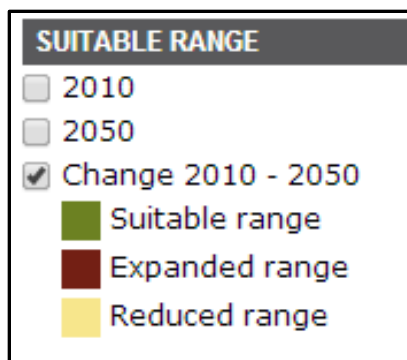 SUITABLE RANGE
2010
2050
Change 2010 - 2050
Suitable range
Expanded range
Reduced range